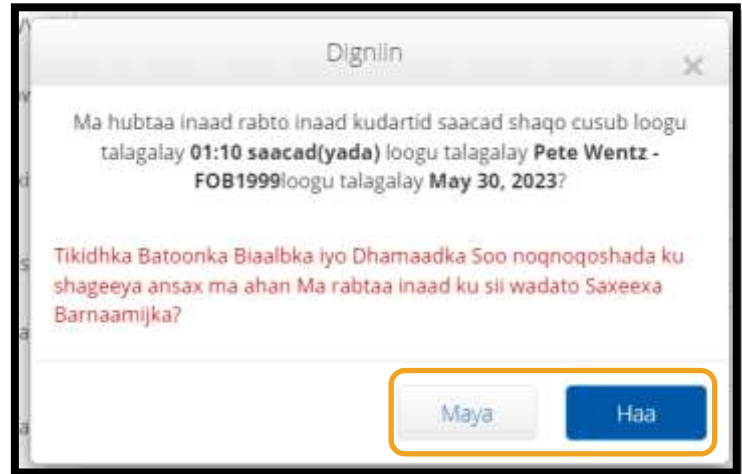 Digniin
Ma hubtaa inaad rabto inaad kudartid saacad shaqo cusub loogu
talagalay 01:10 saacad(yada) loogu talagalay Pete Wentz -
FOB1999loogu talagalay May 30, 2023?
Tikidhka Batoonka Biaalbka iyo Dhamaadka Soo noqnoqoshada ku
shageeya ansax ma ahan Ma rabtaa inaad ku sii wadato Saxeexa
Barnaamijka?
Maya
Haa